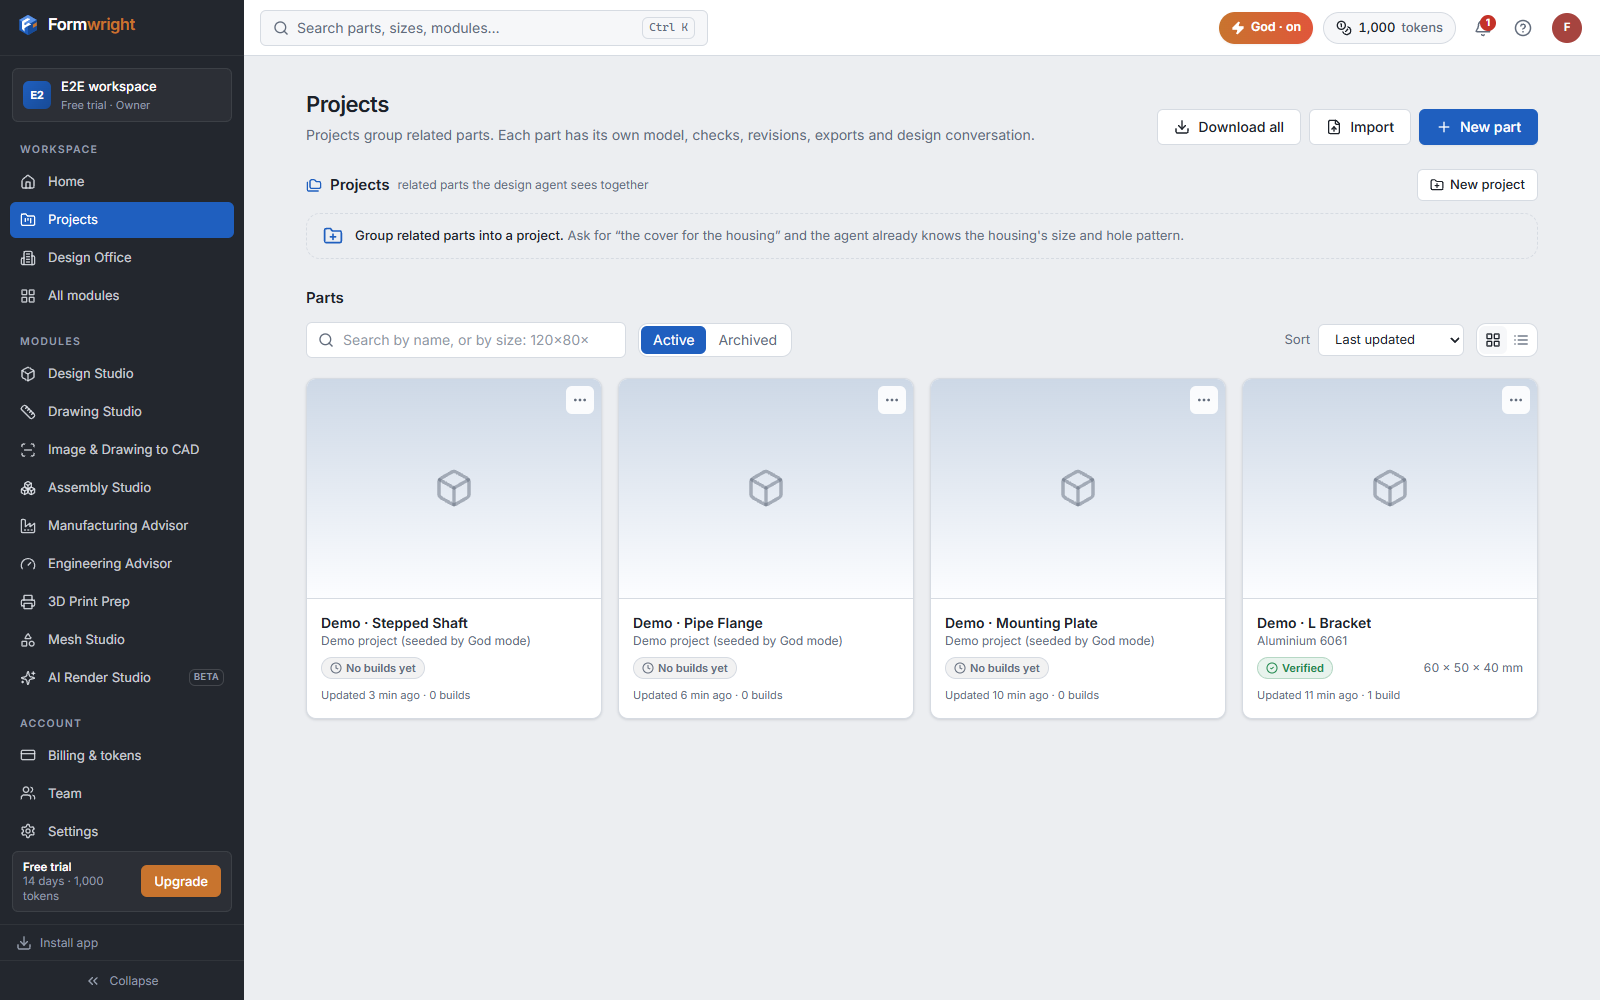 Formwright
Search parts, sizes, modules...
Ctrl K
God · on
1,000 tokens
1
F
E2
E2E workspace
Free trial · Owner
WORKSPACE
Home
Projects
Design Office
All modules
MODULES
Design Studio
Drawing Studio
Image & Drawing to CAD
Assembly Studio
Manufacturing Advisor
Engineering Advisor
3D Print Prep
Mesh Studio
AI Render Studio
BETA
ACCOUNT
Billing & tokens
Team
Settings
Free trial
14 days · 1,000
tokens
Upgrade
Install app
Collapse
Projects
Projects group related parts. Each part has its own model, checks, revisions, exports and design conversation.
Download all
Import
New part
Projects related parts the design agent sees together
New project
Group related parts into a project. Ask for “the cover for the housing” and the agent already knows the housing's size and hole pattern.
Parts
Search by name, or by size: 120×80×
Active
Archived
Sort
Last updated
Demo · Stepped Shaft
Demo project (seeded by God mode)
No builds yet
Updated 3 min ago · 0 builds
Demo · Pipe Flange
Demo project (seeded by God mode)
No builds yet
Updated 6 min ago · 0 builds
Demo · Mounting Plate
Demo project (seeded by God mode)
No builds yet
Updated 10 min ago · 0 builds
Demo · L Bracket
Aluminium 6061
Verified
60 × 50 × 40 mm
Updated 11 min ago · 1 build